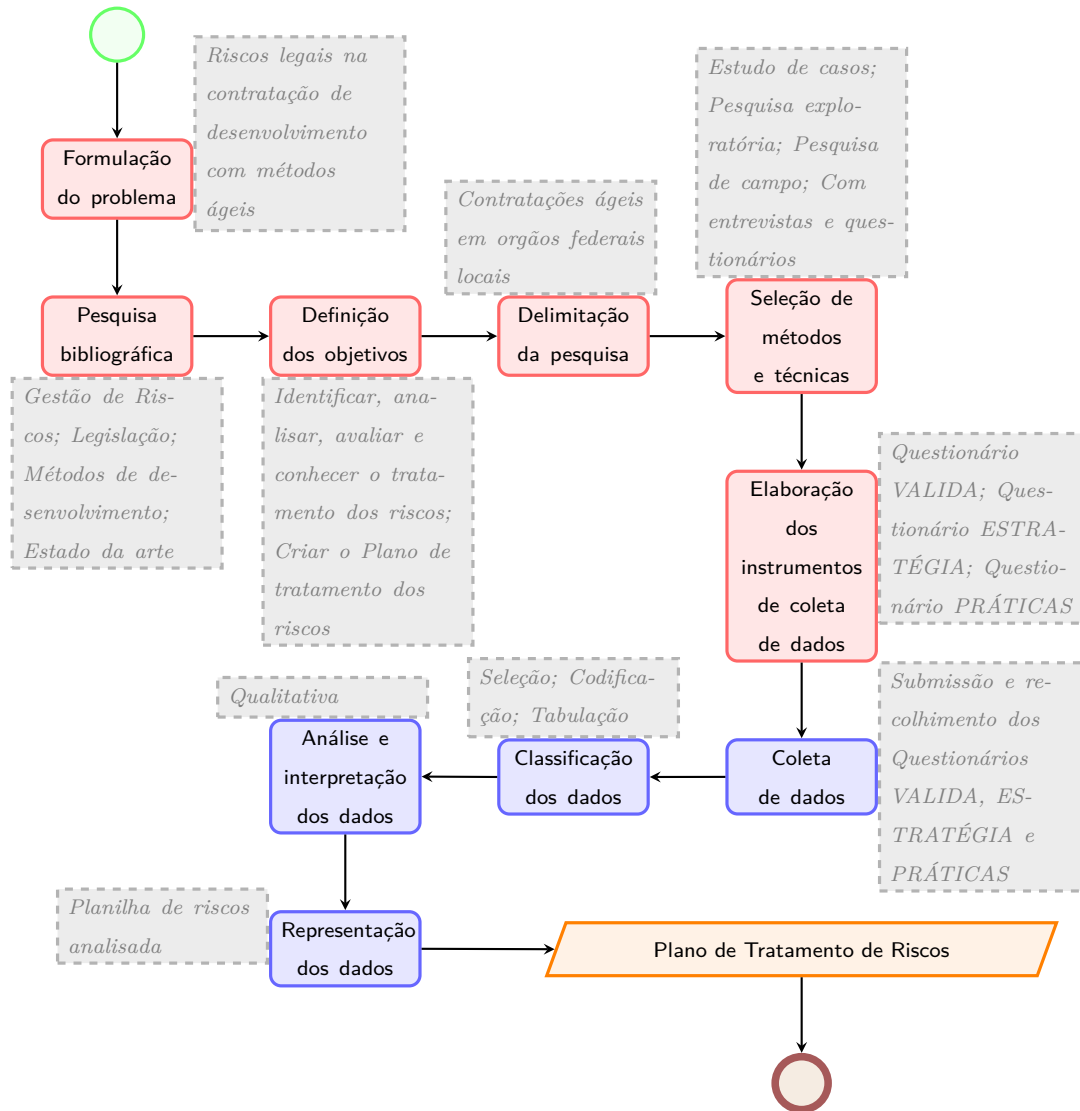 Riscos legais na
contratação de
desenvolvimento
com métodos
ágeis
Formulação
do problema
Estudo de casos;
Pesquisa explo-
ratória; Pesquisa
de campo; Com
entrevistas e ques-
tionários
Contratações ágeis
em orgãos federais
locais
Pesquisa
bibliográfica
Definição
dos objetivos
Delimitação
da pesquisa
Seleção de
métodos
e técnicas
Gestão de Ris-
cos; Legislação;
Métodos de de-
senvolvimento;
Estado da arte
Identificar, ana-
lisar, avaliar e
conhecer o trata-
mento dos riscos;
Criar o Plano de
tratamento dos
riscos
Elaboração
dos
instrumentos
de coleta
de dados
Questionário
VALIDA; Ques-
tionário ESTRA-
TÉGIA; Questio-
nário PRÁTICAS
Qualitativa
Análise e
interpretação
dos dados
Seleção; Codifica-
ção; Tabulação
Classificação
dos dados
Coleta
de dados
Submissão e re-
colhimento dos
Questionários
VALIDA, ES-
TRATÉGIA e
PRÁTICAS
Planilha de riscos
analisada
Representação
dos dados
Plano de Tratamento de Riscos